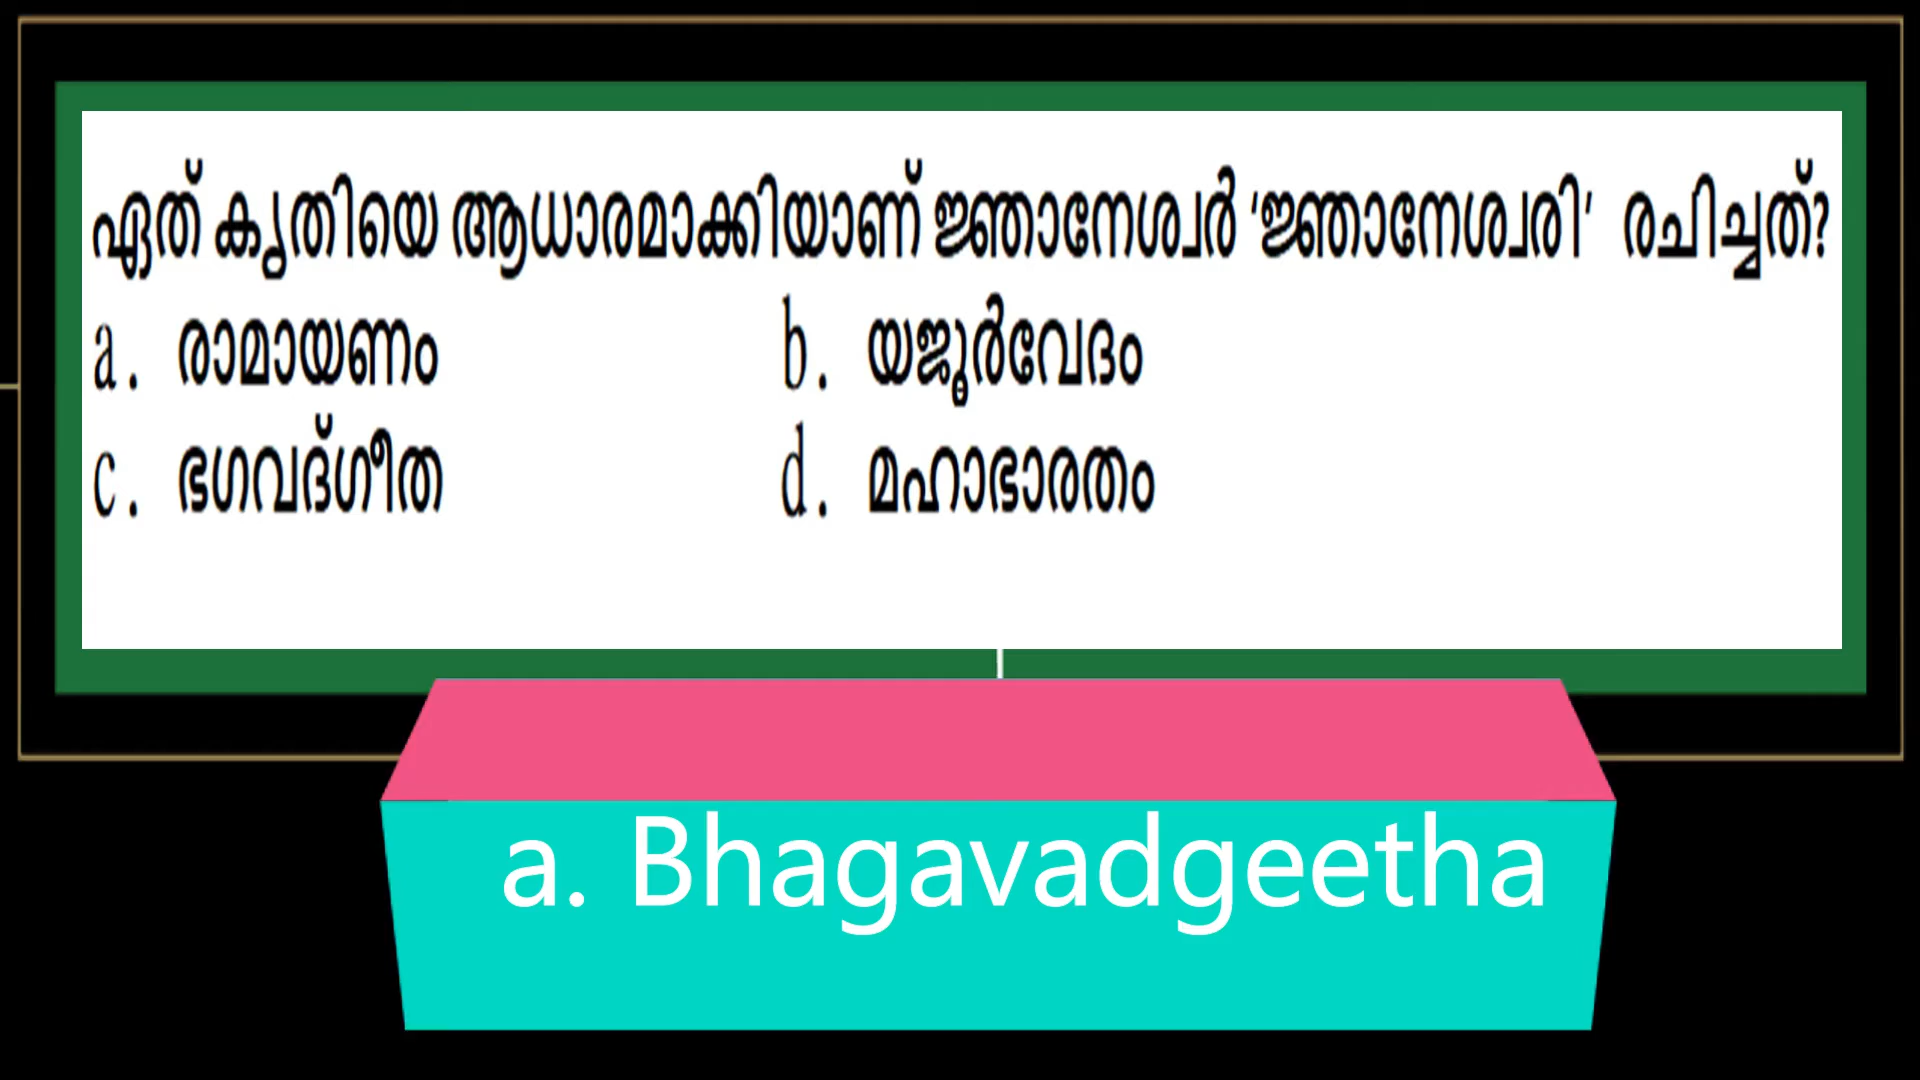 ഏത് കൃതിയെ ആധാരമാക്കിയാണ് ജ്ഞാനേശ്വർ 'ജ്ഞാനേശ്വരി' രചിച്ചത്?
a. രാമായണം b. യജൂർവേദം
c. ഭഗവദ്ഗീത d. മഹാഭാരതം
a. Bhagavadgeetha